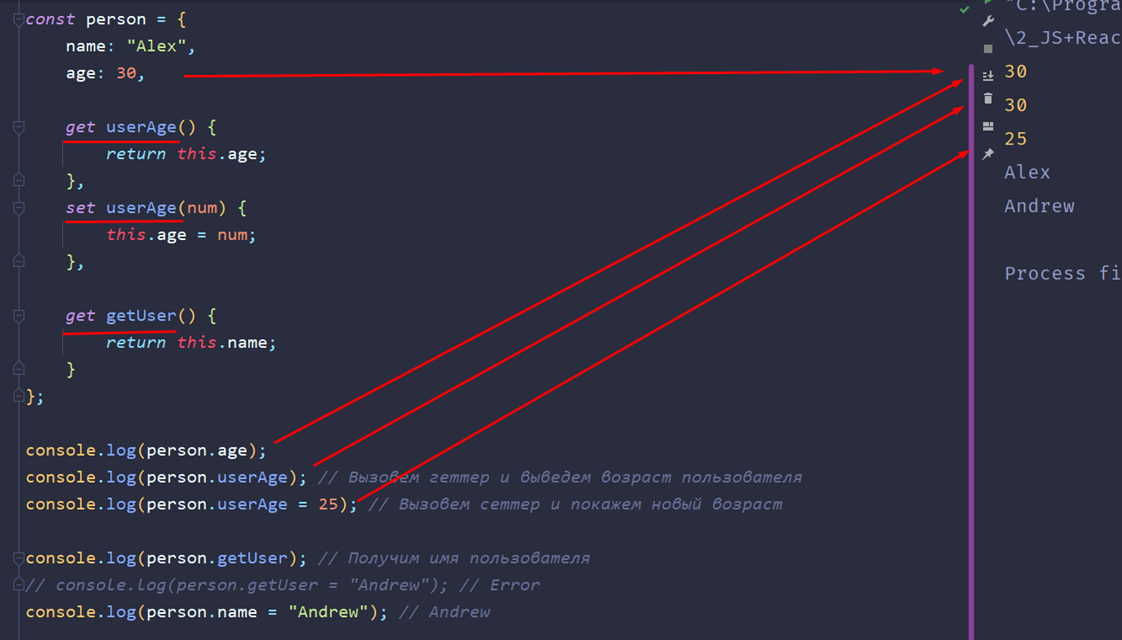 const person = {
    name: "Alex",
    age: 30,
    get userAge() {
        return this.age;
    },
    set userAge(num) {
        this.age = num;
    },
    get getUser() {
        return this.name;
    }
};
console.log(person.age);
console.log(person.userAge); // Вызовем геттер и выведем возраст пользователя
console.log(person.userAge = 25); // Вызовем сеттер и покажем новый возраст
console.log(person.getUser); // Получим имя пользователя
// console.log(person.getUser = "Andrew"); // Error
console.log(person.name = "Andrew"); // Andrew
"C:\Progra
\2_JS+Reac
30
30
25
Alex
Andrew
Process fi